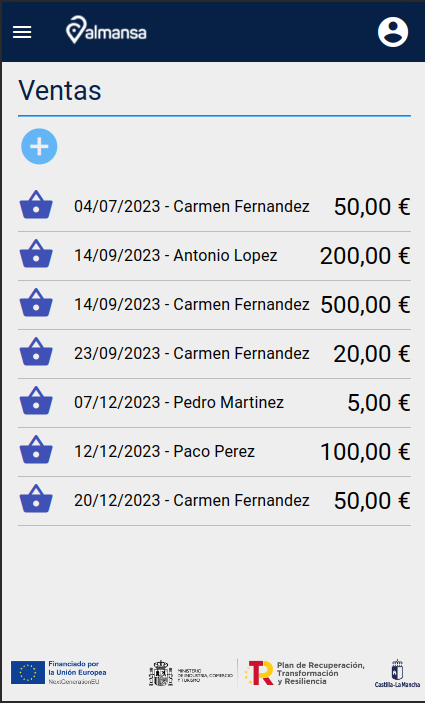 almansa
Ventas
04/07/2023 - Carmen Fernandez 50,00 €
14/09/2023 - Antonio Lopez 200,00 €
14/09/2023 - Carmen Fernandez 500,00 €
23/09/2023 - Carmen Fernandez 20,00 €
07/12/2023 - Pedro Martinez 5,00 €
12/12/2023 - Paco Perez 100,00 €
20/12/2023 - Carmen Fernandez 50,00 €
Financiado por
la Unión Europea
NextGenerationEU
MINISTERIO
DE INDUSTRIA, COMERCIO
Y TURISMO
TR
Plan de Recuperación,
Transformación
y Resiliencia
Castilla-La Mancha